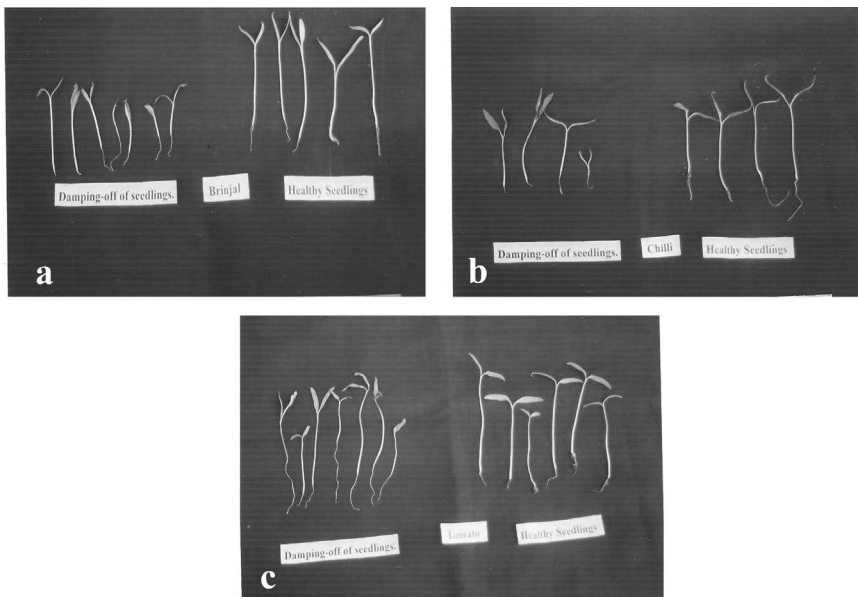 Damping-off of seedlings.
Brinjal
Healthy Seedlings
a
Damping-off of seedlings.
Chilli
Healthy Seedlings
b
Damping-off of seedlings.
Tomato
Healthy Seedlings
c